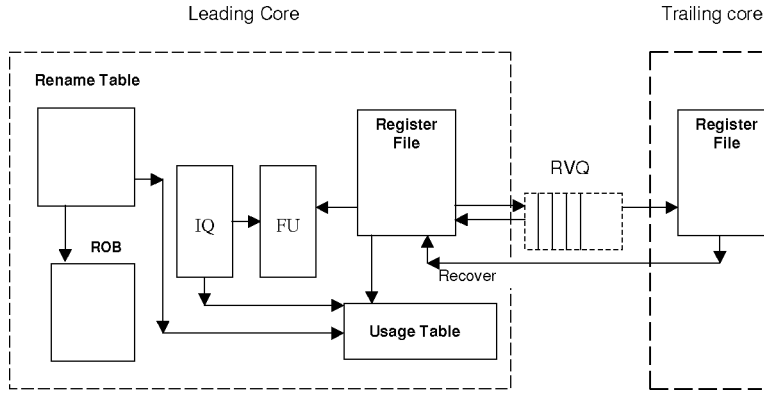 Leading Core
Trailing core
Rename Table
Register
File
Register
File
RVQ
IQ
FU
ROB
Recover
Usage Table